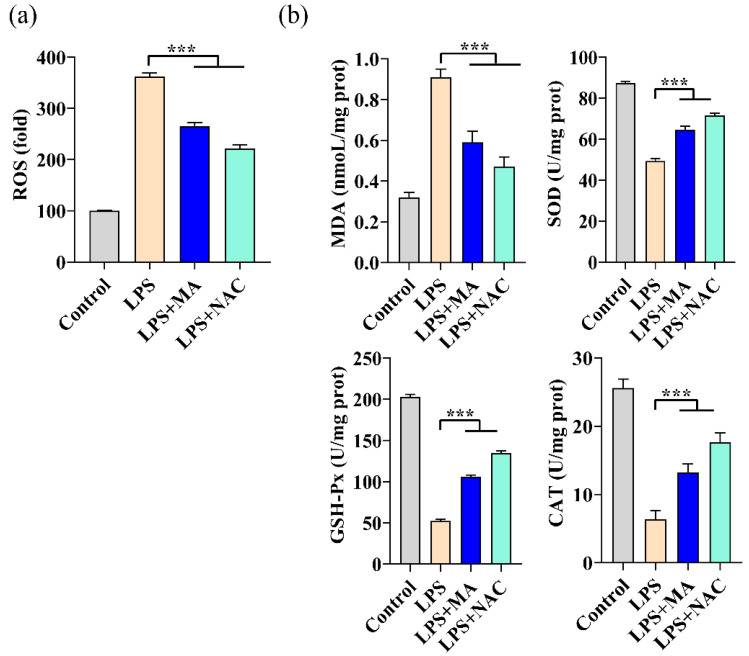 (a)
ROS (fold)
400
300
200
100
0
***
Control
LPS
LPS+MA
LPS+NAC
(b)
MDA (nmoL/mg prot)
1.0
0.8
0.6
0.4
0.2
0.0
***
Control
LPS
LPS+MA
LPS+NAC
SOD (U/mg prot)
100
80
60
40
20
0
***
Control
LPS
LPS+MA
LPS+NAC
GSH-Px (U/mg prot)
250
200
150
100
50
0
***
Control
LPS
LPS+MA
LPS+NAC
CAT (U/mg prot)
30
20
10
0
***
Control
LPS
LPS+MA
LPS+NAC